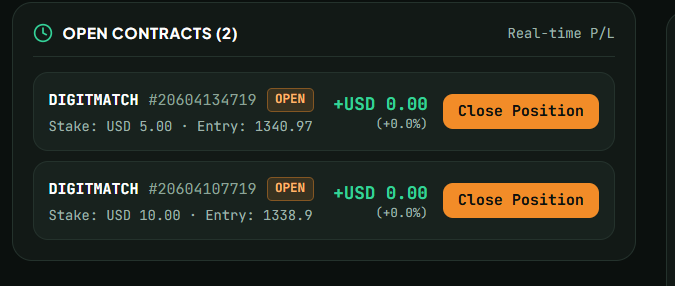 OPEN CONTRACTS (2)
Real-time P/L
DIGITMATCH #20604134719 OPEN
Stake: USD 5.00 · Entry: 1340.97
+USD 0.00
(+0.0%)
Close Position
DIGITMATCH #20604107719 OPEN
Stake: USD 10.00 · Entry: 1338.9
+USD 0.00
(+0.0%)
Close Position